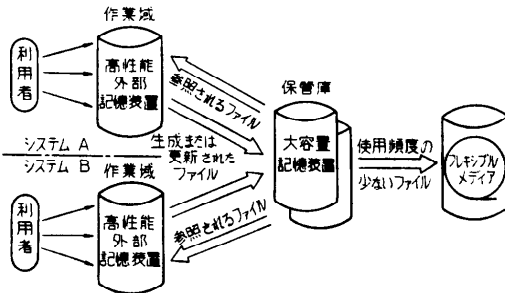 作業域
利用者
高性能
外部
記憶装置
参照されるファイル
保管庫
大容量
記憶装置
使用頻度の
少ないファイル
フレキシブル
メディア
システム A
システム B
生成または
更新された
ファイル
作業域
利用者
高性能
外部
記憶装置
参照されるファイル